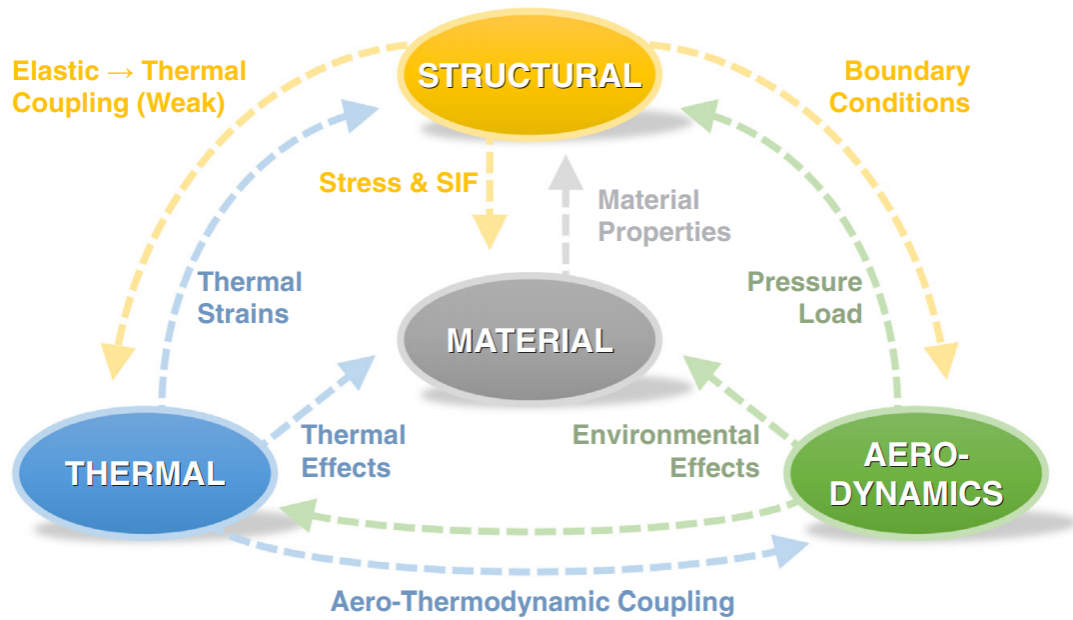 STRUCTURAL
Elastic → Thermal
Coupling (Weak)
Boundary
Conditions
Stress & SIF
Material
Properties
Thermal
Strains
Pressure
Load
MATERIAL
Thermal
Effects
Environmental
Effects
THERMAL
AERO-
DYNAMICS
Aero-Thermodynamic Coupling